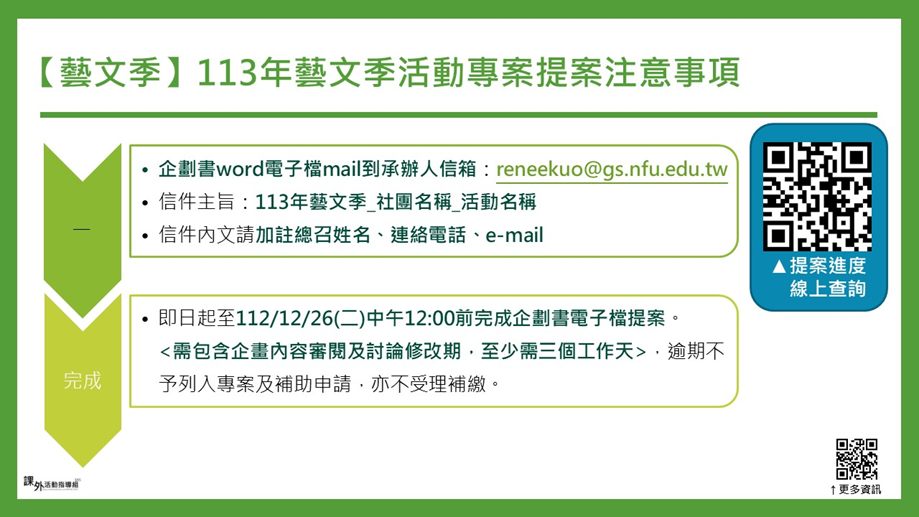 【藝文季】113年藝文季活動專案提案注意事項
一
• 企劃書word電子檔mail到承辦人信箱：reneekuo@gs.nfu.edu.tw
• 信件主旨：113年藝文季_社團名稱_活動名稱
• 信件內文請加註總召姓名、連絡電話、e-mail
▲提案進度
線上查詢
完成
• 即日起至112/12/26(二)中午12:00前完成企劃書電子檔提案。
<需包含企畫內容審閱及討論修改期，至少需三個工作天>，逾期不
予列入專案及補助申請，亦不受理補繳。
課外活動指導組
↑更多資訊